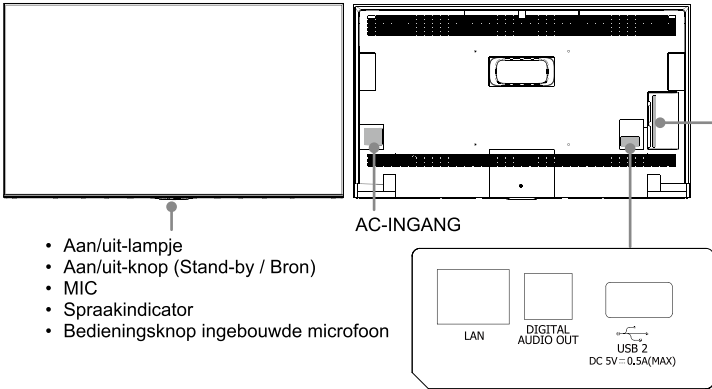 AC-INGANG
• Aan/uit-lampje
• Aan/uit-knop (Stand-by / Bron)
• MIC
• Spraakindicator
• Bedieningsknop ingebouwde microfoon
LAN
DIGITAL
AUDIO OUT
USB 2
DC 5V⎓0.5A(MAX)